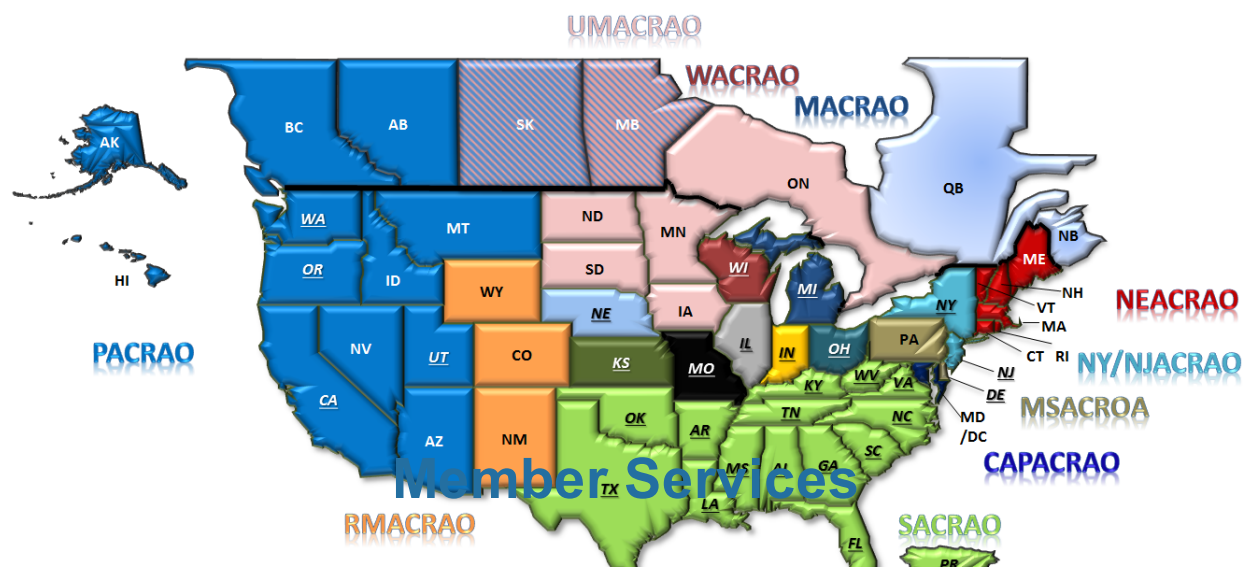 UMACRAO
WACRAO
MACRAO
BC
AB
SK
MB
AK
ON
QB
WA
MT
ND
MN
NB
OR
ID
SD
WI
MI
ME
HI
WY
NE
IA
NY
NH
VT
NEACRAO
MA
PACRAO
NV
UT
CO
KS
MO
IL
IN
OH
PA
CT
RI
NY/NJACRAO
NJ
CA
OK
AR
KY
WV
VA
DE
MSACROA
TN
NC
MD
/DC
AZ
NM
SC
CAPACRAO
MS
AL
GA
Member Services
TX
LA
RMACRAO
SACRAO
FL
PR